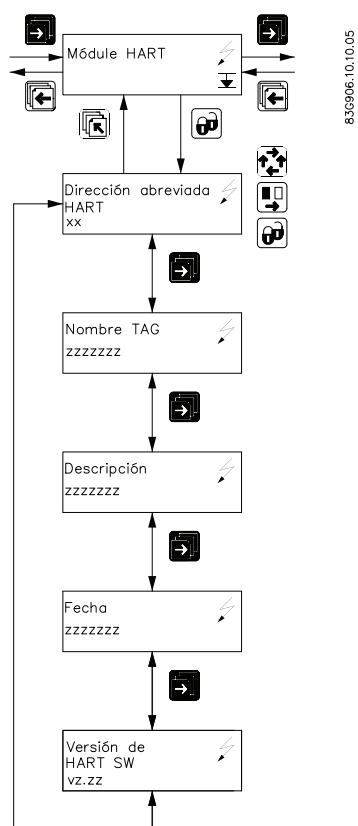 Módule HART
83G906.10.10.05
Dirección abreviada
HART
xx
Nombre TAG
zzzzzzz
Descripción
zzzzzzz
Fecha
zzzzzzz
Versión de
HART SW
vz.zz